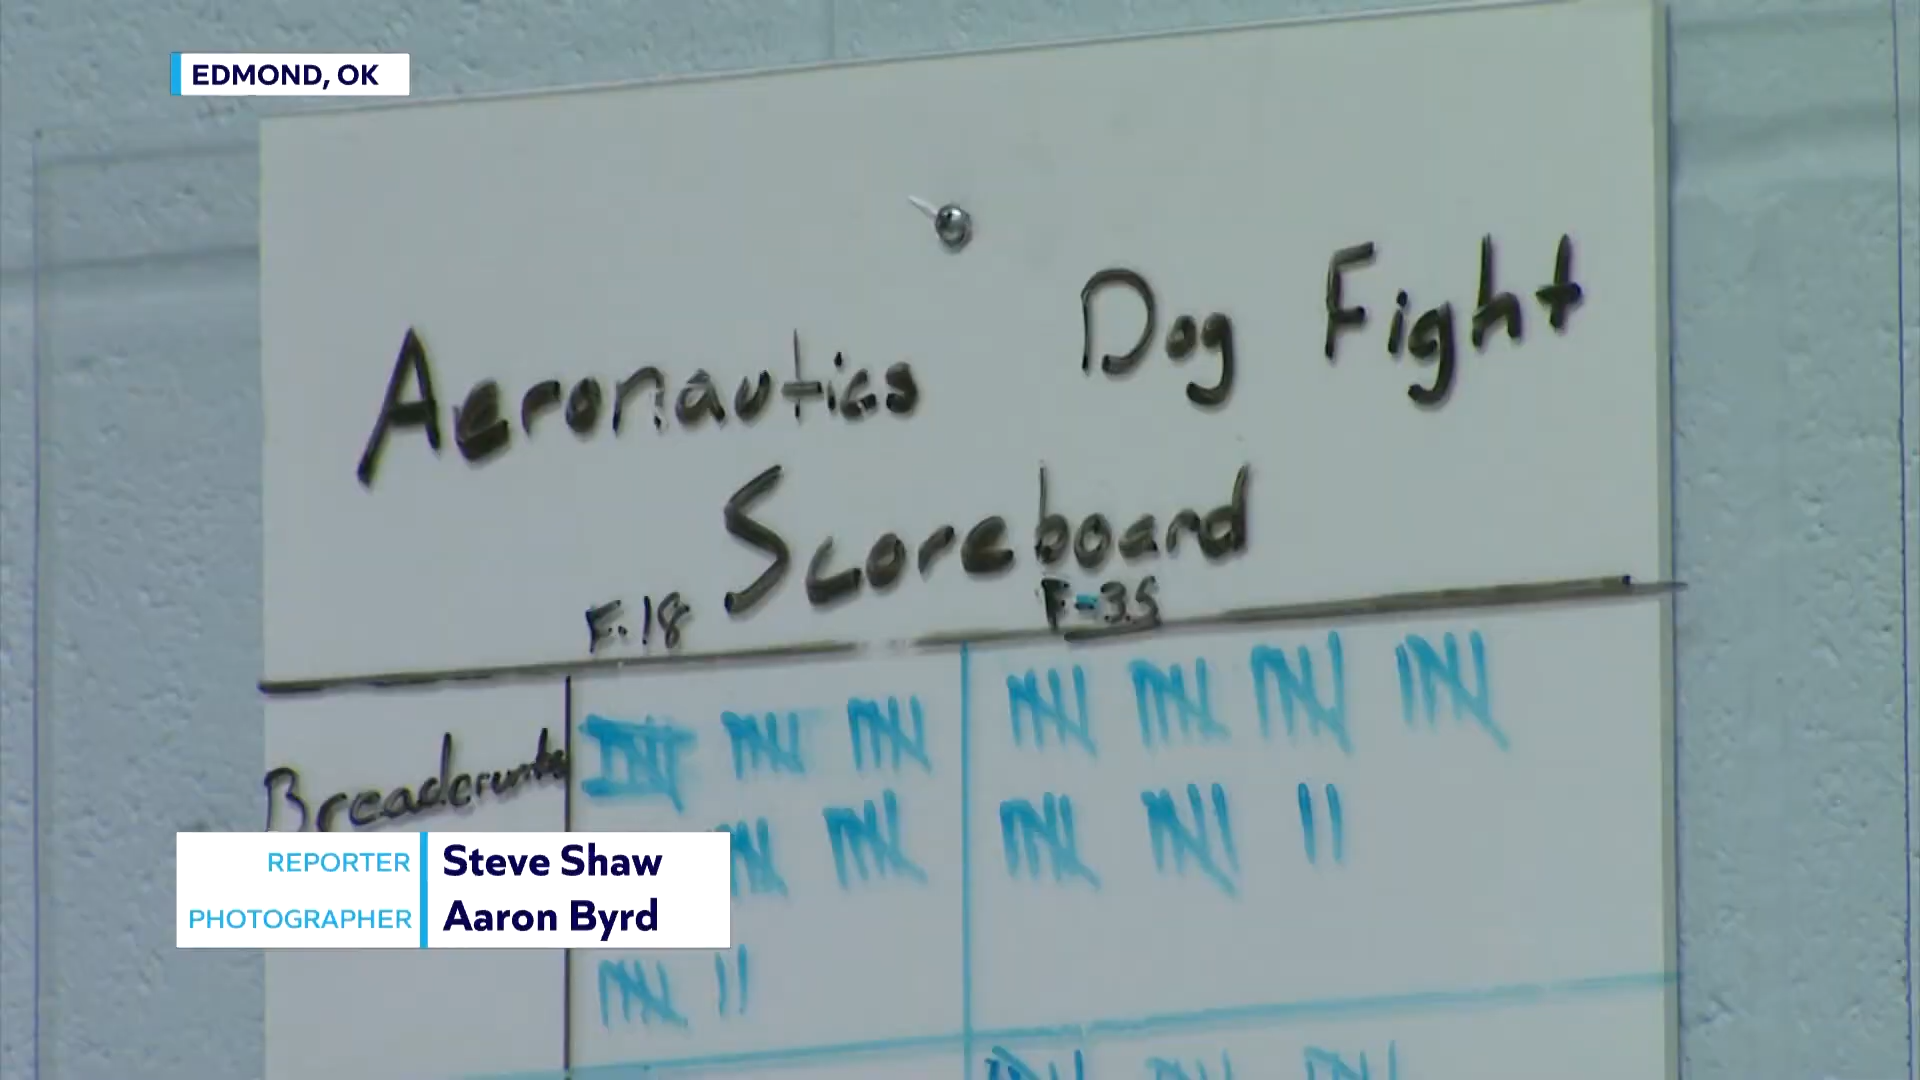 EDMOND, OK
Aeronautics Dog Fight
Scoreboard
F-18 F-35
REPORTER Steve Shaw
PHOTOGRAPHER Aaron Byrd